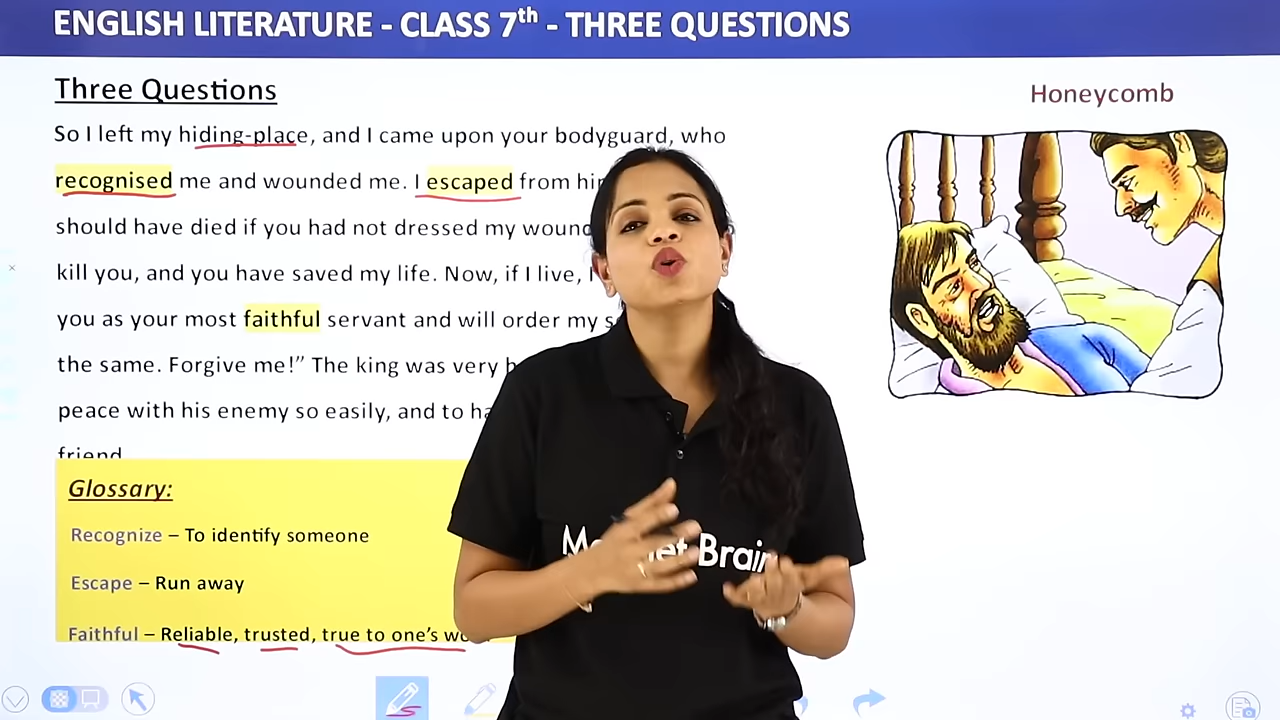 ENGLISH LITERATURE - CLASS 7th - THREE QUESTIONS
Three Questions
Honeycomb
So I left my hiding-place, and I came upon your bodyguard, who
recognised me and wounded me. I escaped from
should have died if you had not dressed my
kill you, and you have saved my life. Now, if I live,
you as your most faithful servant and will order my
the same. Forgive me!” The king was very
peace with his enemy so easily, and to
friend
Glossary:
Recognize – To identify someone
Escape – Run away
Faithful – Reliable, trusted, true to one’s
Brain